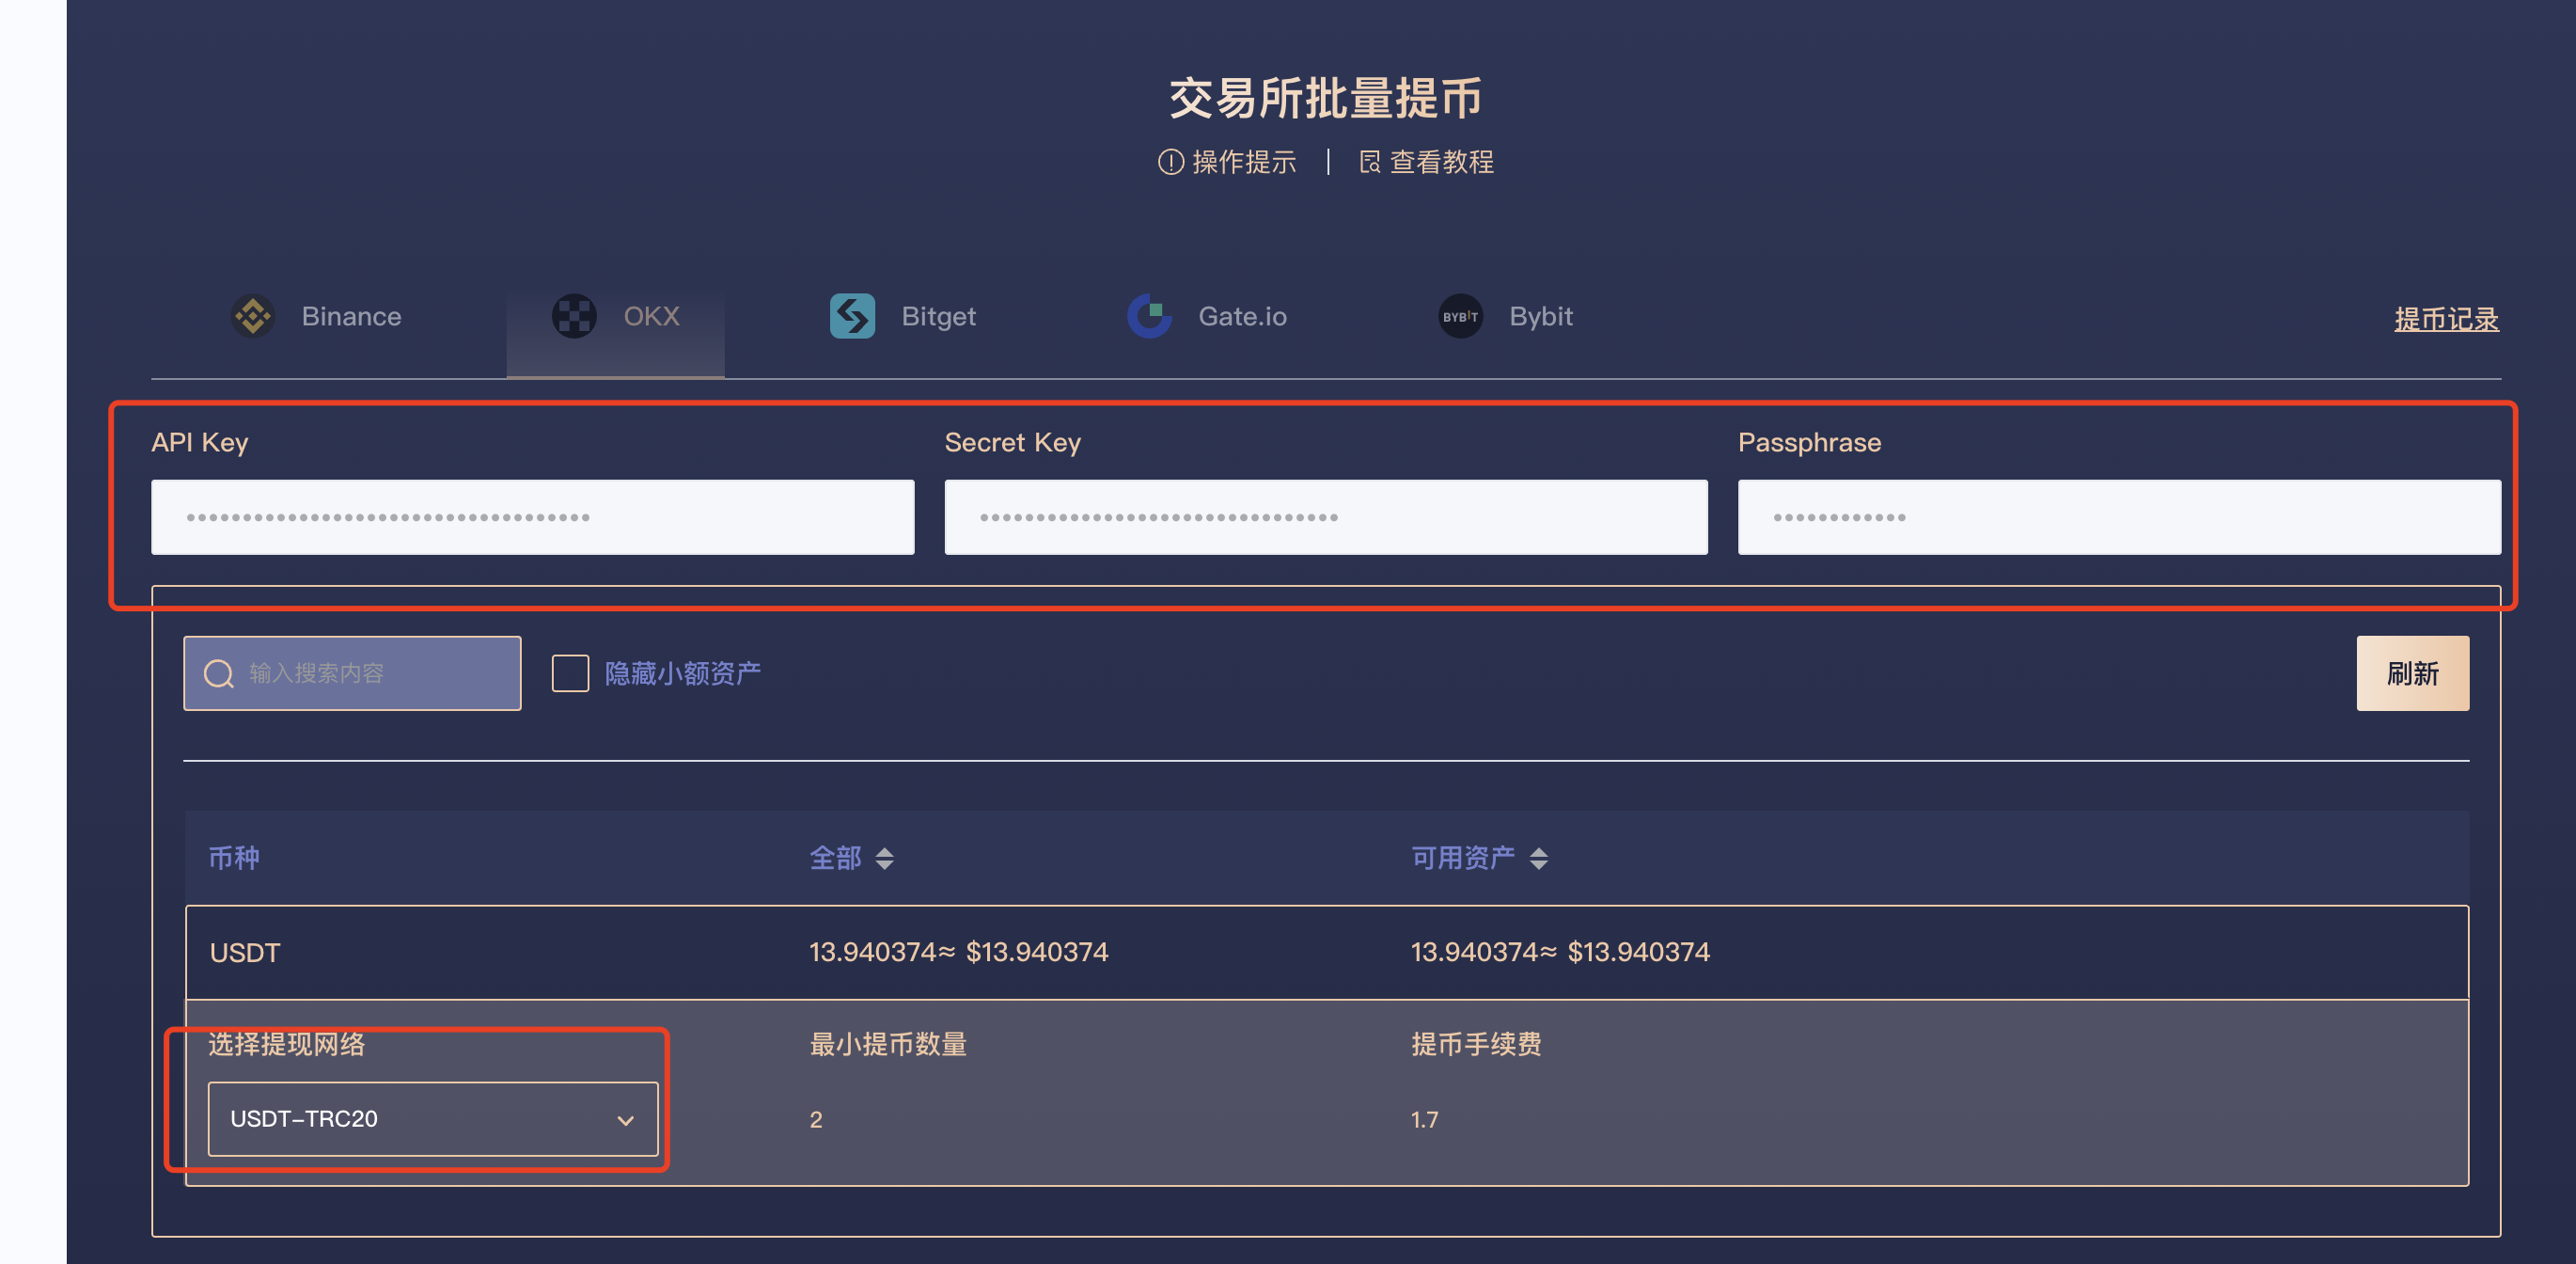 交易所批量提币
操作提示 | 查看教程
Binance OKX Bitget Gate.io BYBIT Bybit 提币记录
API Key Secret Key Passphrase
•••••••••••••••••••••••••••••••••••• •••••••••••••••••••••••••••••••• ••••••••••••
输入搜索内容 隐藏小额资产 刷新
币种 全部 可用资产
USDT 13.940374≈ $13.940374 13.940374≈ $13.940374
选择提现网络 最小提币数量 提币手续费
USDT-TRC20 2 1.7